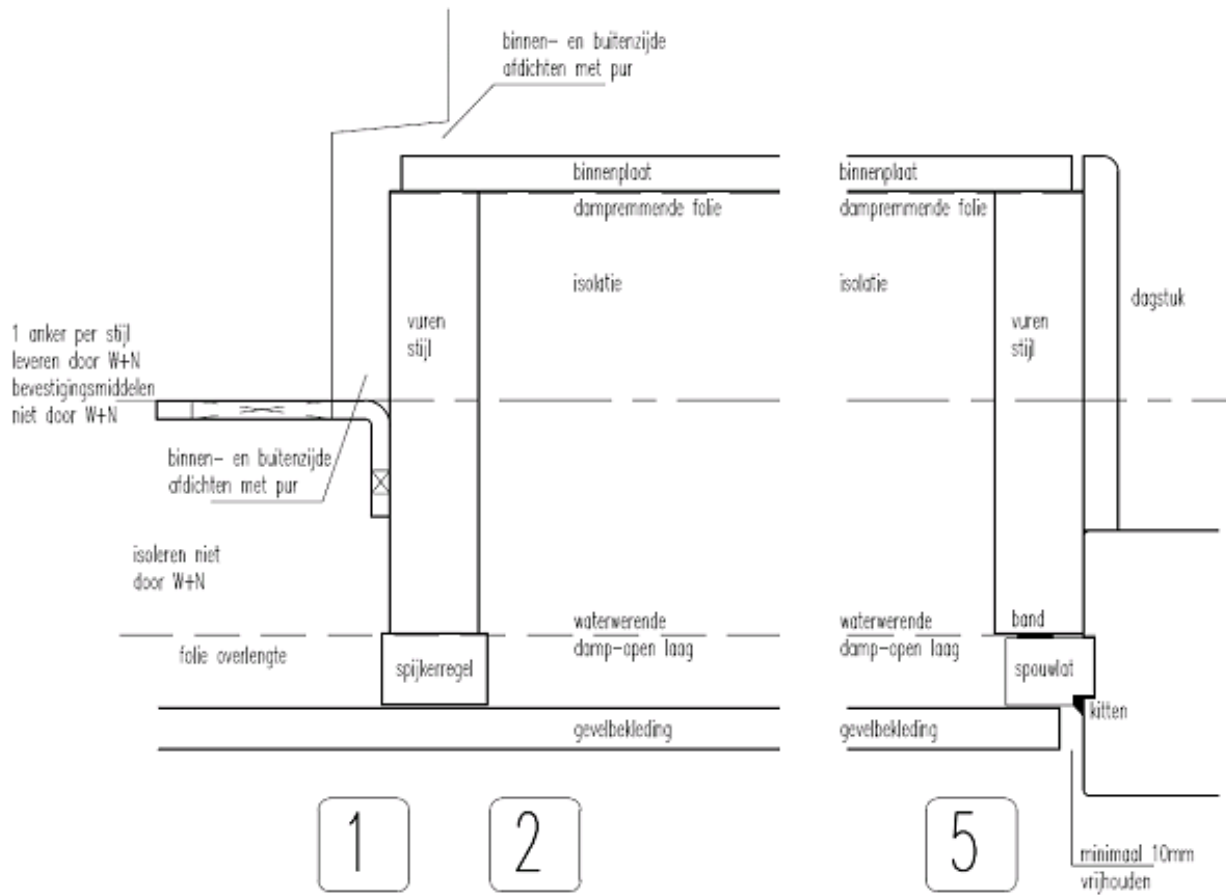 binnen- en buitenzijde
afdichten met pur
binnenplaat
binnenplaat
dampremmende folie
dampremmende folie
isolatie
isolatie
dagstuk
vuren
stijl
vuren
stijl
1 anker per stijl
leveren door W+N
bevestigingsmiddelen
niet door W+N
binnen- en buitenzijde
afdichten met pur
isoleren niet
door W+N
waterwerende
damp-open laag
waterwerende
damp-open laag
band
folie overlengte
spijkerregel
spouwlat
kitten
gevelbekleding
gevelbekleding
1
2
5
minimaal 10mm
vrijhouden